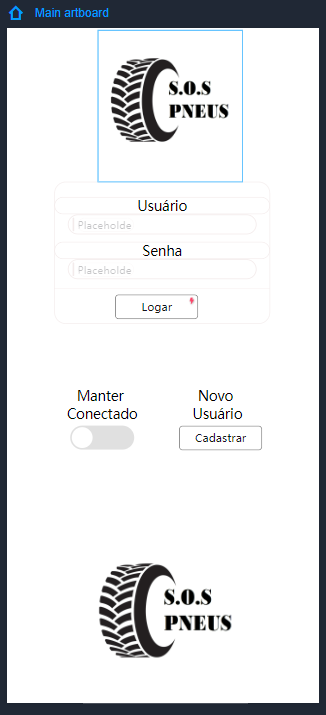 Main artboard
S.O.S
PNEUS
Usuário
Placeholde
Senha
Placeholde
Logar
Manter
Conectado
Novo
Usuário
Cadastrar
S.O.S
PNEUS